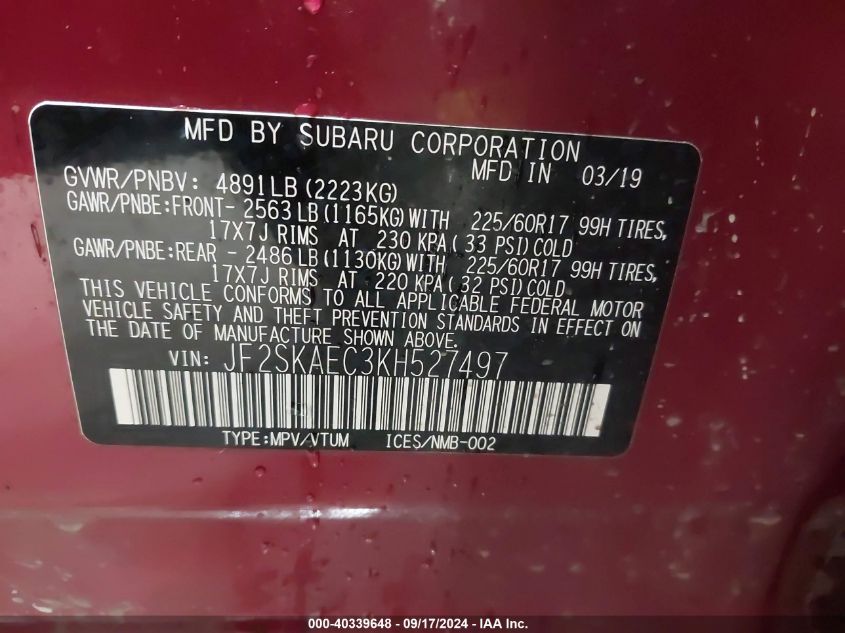 MFD BY SUBARU CORPORATION
MFD IN 03/19
GVWR/PNBV: 4891LB (2223KG)
GAWR/PNBE:FRONT- 2563 LB (1165KG) WITH 225/60R17 99H TIRES,
17X7J RIMS AT 230 KPA ( 33 PSI) COLD
GAWR/PNBE:REAR - 2486 LB (1130KG) WITH 225/60R17 99H TIRES,
17X7J RIMS AT 220 KPA ( 32 PSI) COLD
THIS VEHICLE CONFORMS TO ALL APPLICABLE FEDERAL MOTOR
VEHICLE SAFETY AND THEFT PREVENTION STANDARDS IN EFFECT ON
THE DATE OF MANUFACTURE SHOWN ABOVE.
VIN: JF2SKAEC3KH527497
TYPE:MPV/VTUM ICES/NMB-002
000-40339648 - 09/17/2024 - IAA Inc.